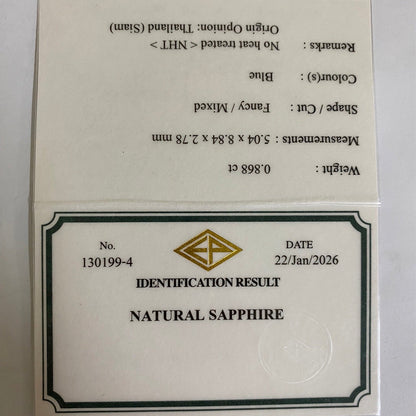 Weight : 0.868 ct
Measurements : 5.04 x 8.84 x 2.78 mm
Shape / Cut : Fancy / Mixed
Colour(s) : Blue
Remarks : No heat treated < NHT >
Origin Opinion: Thailand (Siam)
No. DATE
130199-4 22/Jan/2026
IDENTIFICATION RESULT
NATURAL SAPPHIRE